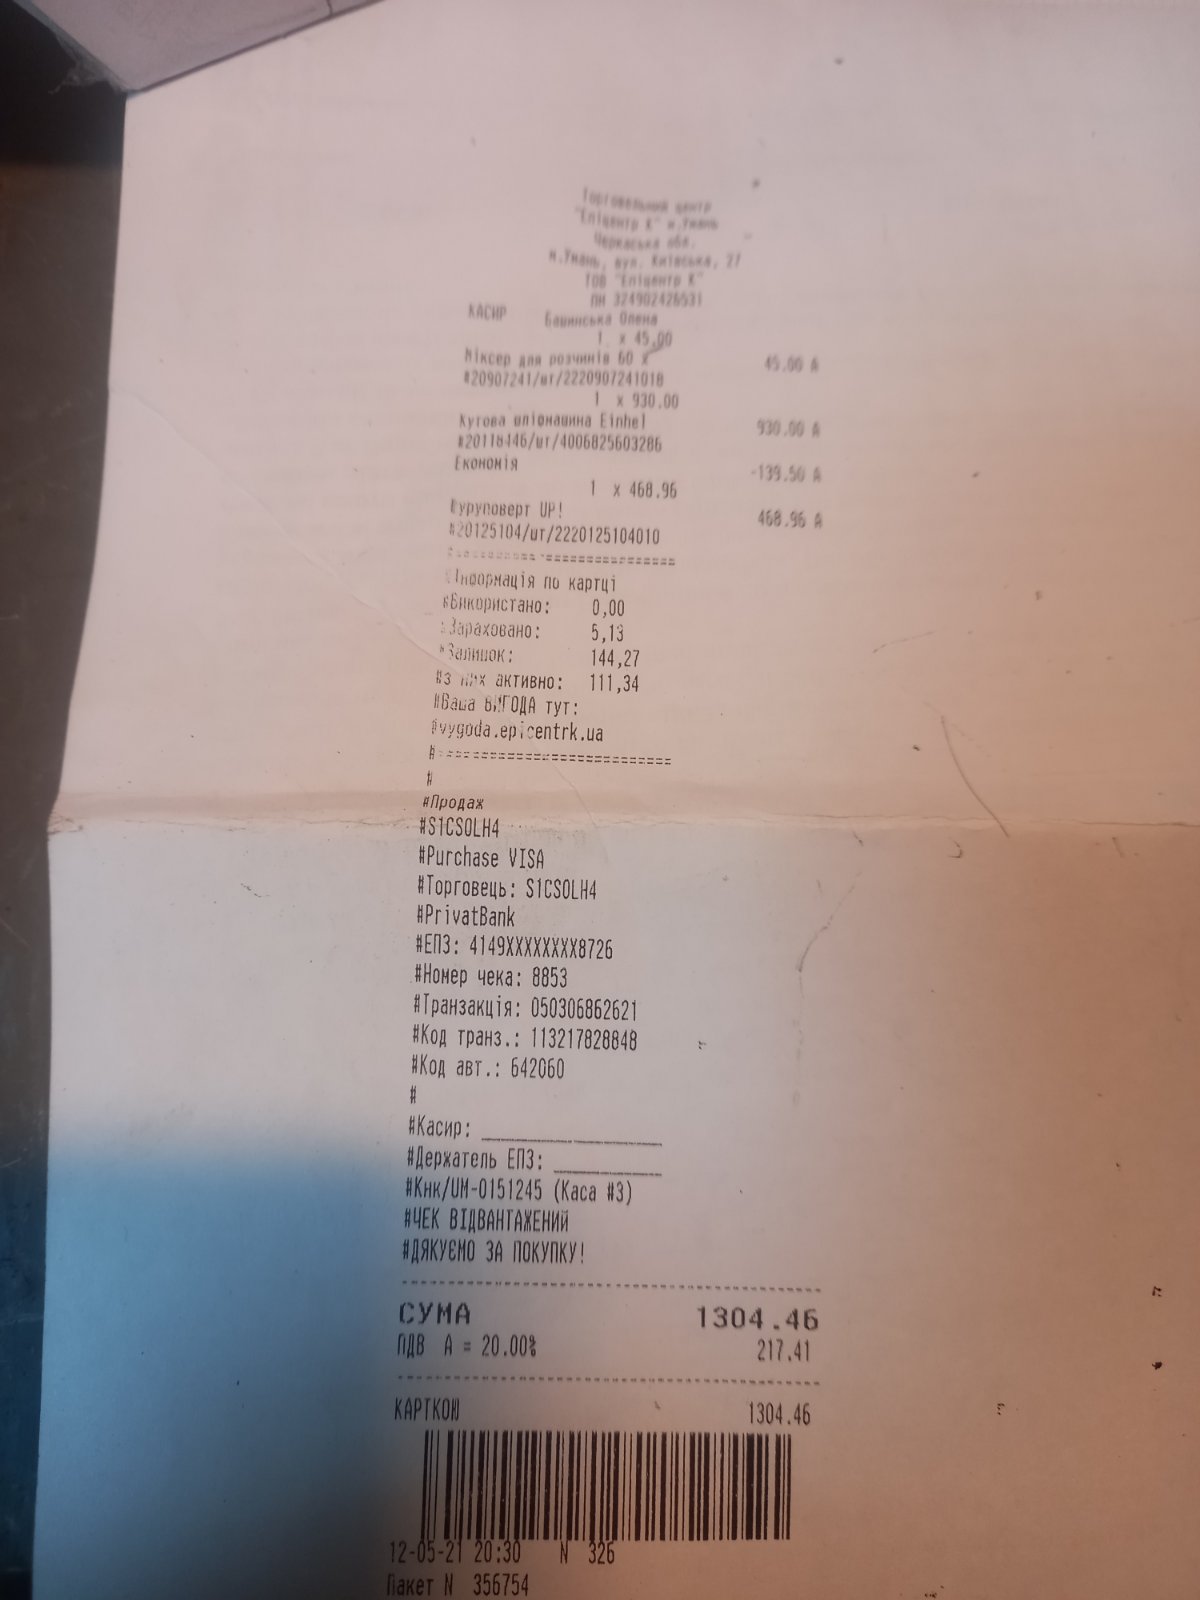 Торговельний центр
"Епіцентр К" м.Умань
Черкаська обл.
м.Умань, вул. Київська, 27
ТОВ "Епіцентр К"
ПН 324902426531
КАСИР Башинська Олена
1 x 45.00
Міксер для розчинів 60 x 45.00 А
#20907241/шт/2220907241018
1 x 930.00
Кутова шліфмашина Einhel 930.00 А
#20118446/шт/4006825603286
Економія -139.50 А
1 x 468.96
Шуруповерт UP! 468.96 А
#20125104/шт/2220125104010
#==========================
#Інформація по картці
#Використано: 0,00
#Зараховано: 5,13
#Залишок: 144,27
#з них активно: 111,34
#Ваша ВИГОДА тут:
#vygoda.epicentrk.ua
#==========================
#
#Продаж
#S1CSOLH4
#Purchase VISA
#Торговець: S1CSOLH4
#PrivatBank
#ЕПЗ: 4149XXXXXXXX8726
#Номер чека: 8853
#Транзакція: 050306862621
#Код транз.: 113217828848
#Код авт.: 642060
#
#Касир: _______________
#Держатель ЕПЗ: _________
#Кнк/UM-0151245 (Каса #3)
#ЧЕК ВІДВАНТАЖЕНИЙ
#ДЯКУЄМО ЗА ПОКУПКУ!
СУМА 1304.46
ПДВ А = 20.00% 217.41
КАРТКОЮ 1304.46
12-05-21 20:30 N 326
Пакет N 356754